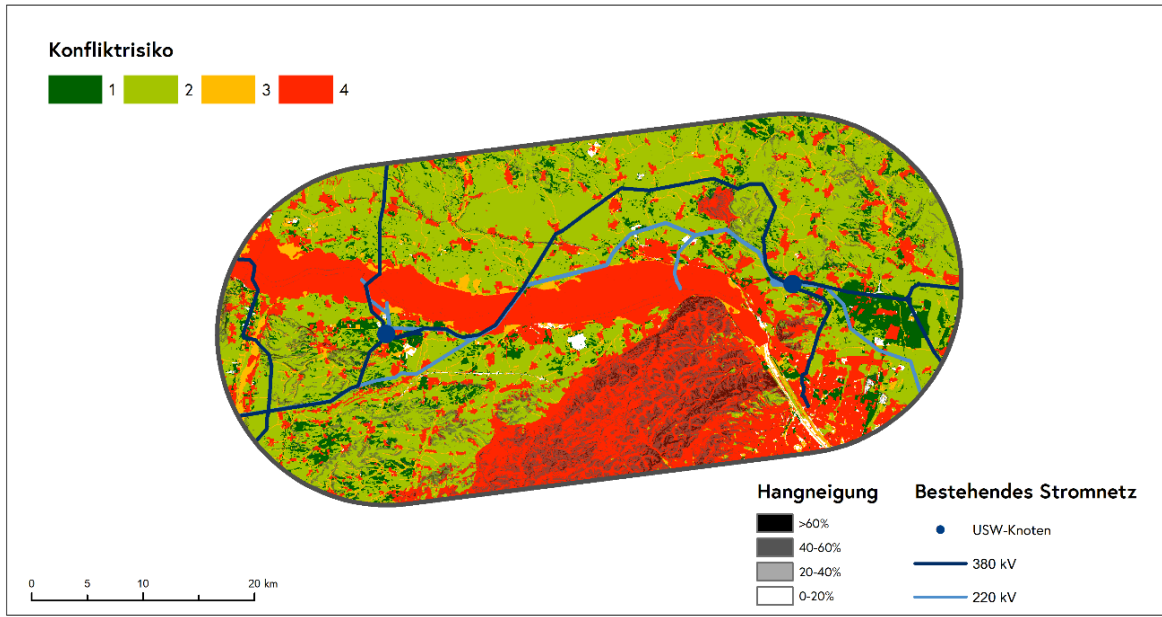 Konfliktrisiko
1 2 3 4
Hangneigung
>60%
40-60%
20-40%
0-20%
Bestehendes Stromnetz
USW-Knoten
380 kV
220 kV
0 5 10 20 km